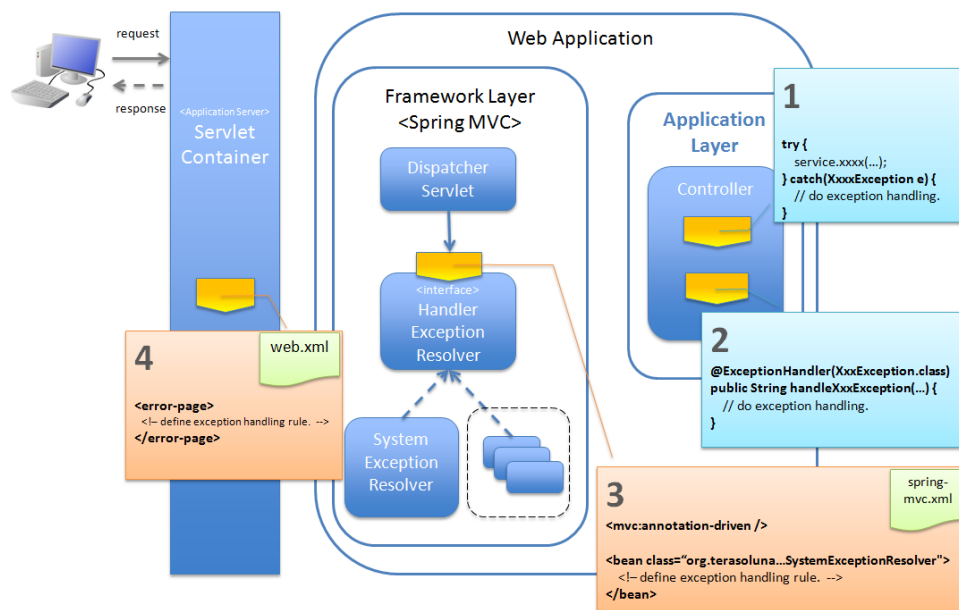 request
response
<Application Server>
Servlet
Container
Web Application
Framework Layer
<Spring MVC>
Dispatcher
Servlet
<interface>
Handler
Exception
Resolver
System
Exception
Resolver
Application
Layer
Controller
1
try {
service.xxxx(...);
} catch(XxxxException e) {
// do exception handling.
}
2
@ExceptionHandler(XxxException.class)
public String handleXxxException(...) {
// do exception handling.
}
3
spring-
mvc.xml
<mvc:annotation-driven />
<bean class="org.terasoluna...SystemExceptionResolver">
<!– define exception handling rule. -->
</bean>
4
web.xml
<error-page>
<!– define exception handling rule. -->
</error-page>